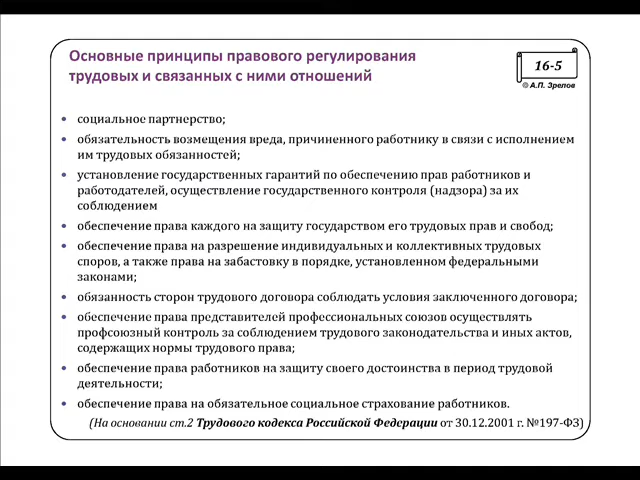 Основные принципы правового регулирования
трудовых и связанных с ними отношений
16-5
© А.П. Зрелов
• социальное партнерство;
• обязательность возмещения вреда, причиненного работнику в связи с исполнением
им трудовых обязанностей;
• установление государственных гарантий по обеспечению прав работников и
работодателей, осуществление государственного контроля (надзора) за их
соблюдением
• обеспечение права каждого на защиту государством его трудовых прав и свобод;
• обеспечение права на разрешение индивидуальных и коллективных трудовых
споров, а также права на забастовку в порядке, установленном федеральными
законами;
• обязанность сторон трудового договора соблюдать условия заключенного договора;
• обеспечение права представителей профессиональных союзов осуществлять
профсоюзный контроль за соблюдением трудового законодательства и иных актов,
содержащих нормы трудового права;
• обеспечение права работников на защиту своего достоинства в период трудовой
деятельности;
• обеспечение права на обязательное социальное страхование работников.
(На основании ст.2 Трудового кодекса Российской Федерации от 30.12.2001 г. №197-ФЗ)